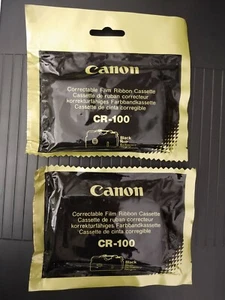 Canon
Correctable Film Ribbon Cassette
Cassette de ruban correcteur
korrekturfähiges Farbbandkassette
Cassette de cinta corregible
CR-100
Black
Canon
Correctable Film Ribbon Cassette
Cassette de ruban correcteur
korrekturfähiges Farbbandkassette
Cassette de cinta corregible
CR-100
Black